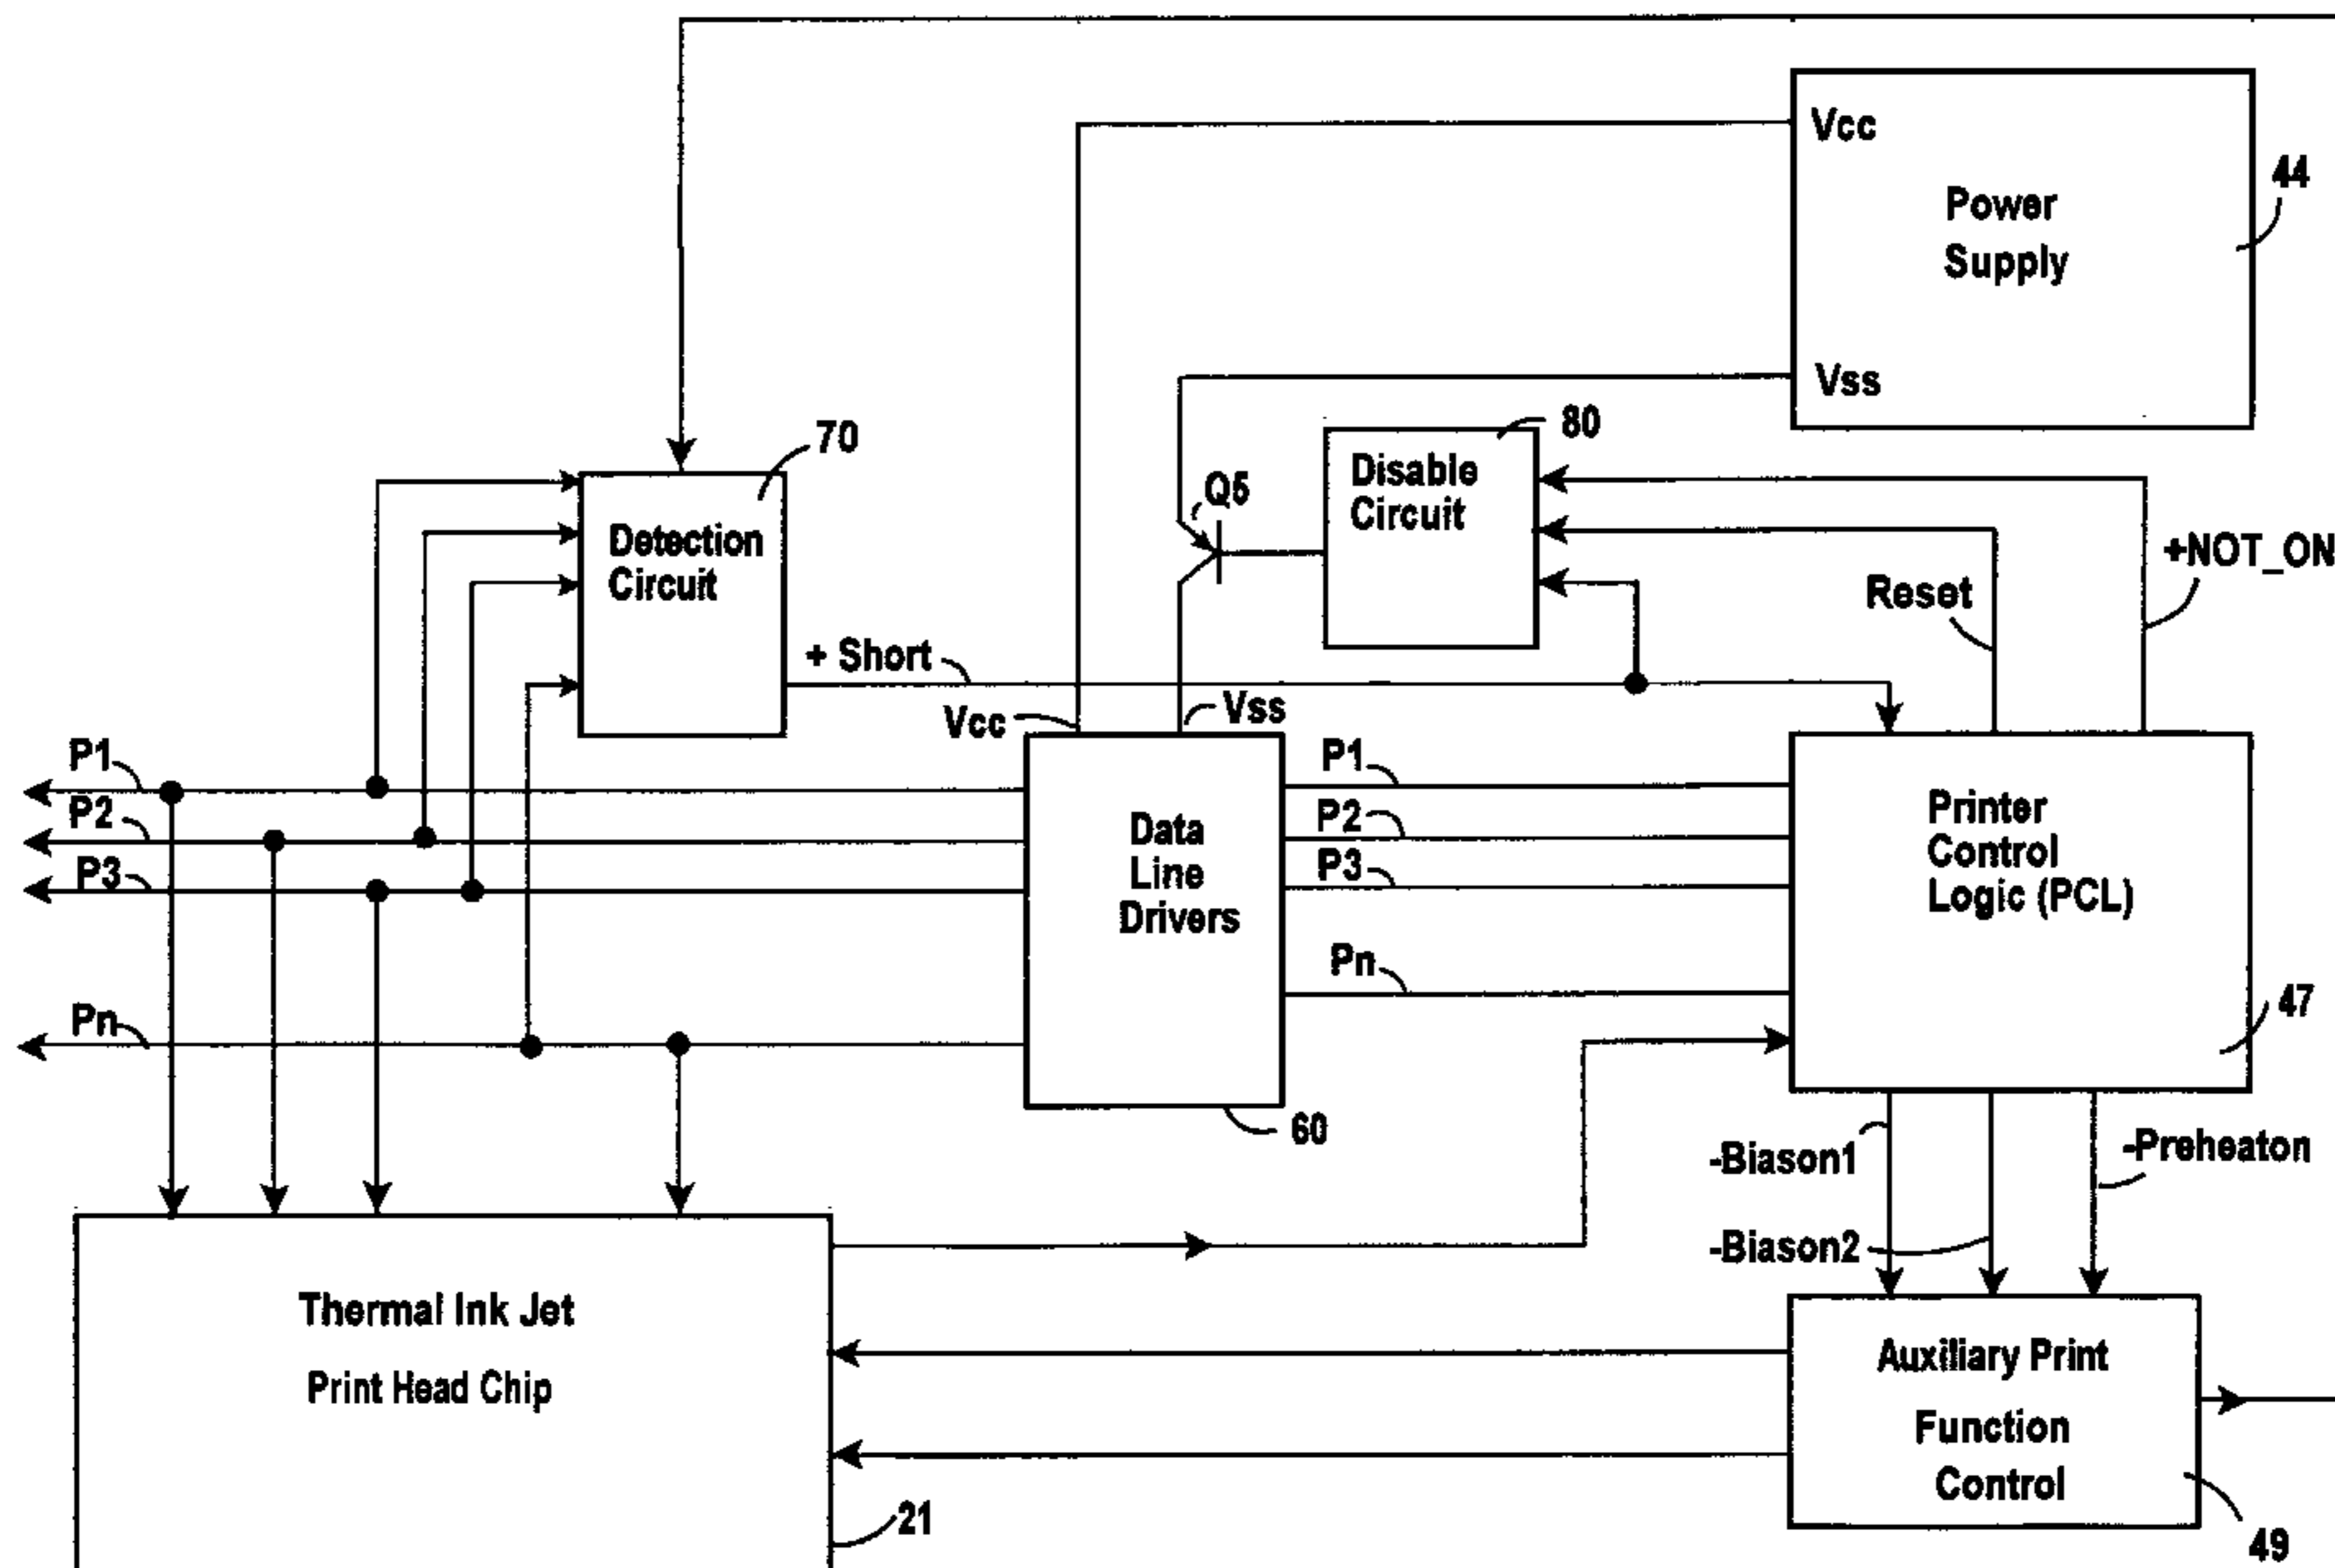 Vcc
Power
Supply
44
Vss
80
70
Disable
Circuit
Q5
Detection
Circuit
+NOT_ON
Reset
+ Short
Vcc
Vss
P1
P2
P3
Pn
Data
Line
Drivers
60
P1
P2
P3
Pn
Printer
Control
Logic (PCL)
47
-Biason1
-Preheaton
-Biason2
Thermal Ink Jet
Print Head Chip
21
Auxiliary Print
Function
Control
49